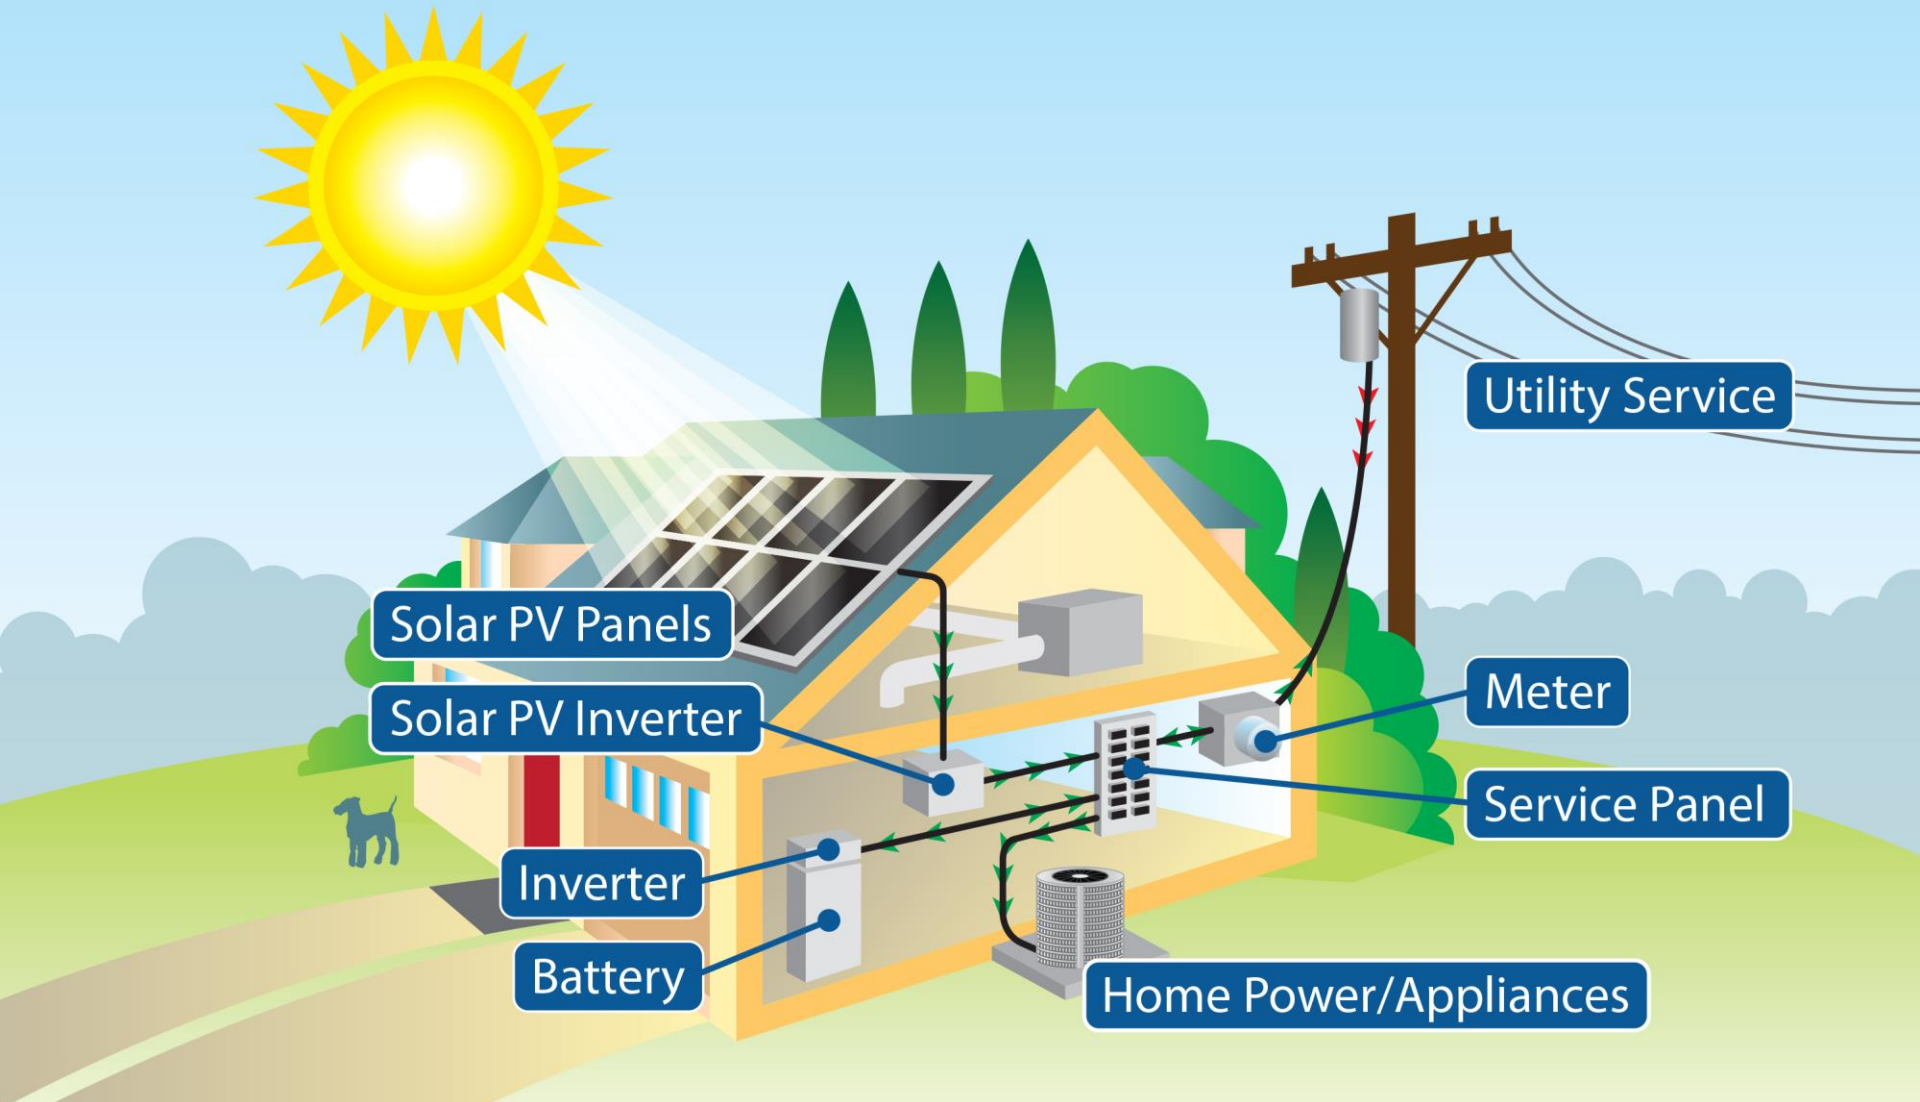 Utility Service
Solar PV Panels
Solar PV Inverter
Meter
Service Panel
Inverter
Battery
Home Power/Appliances